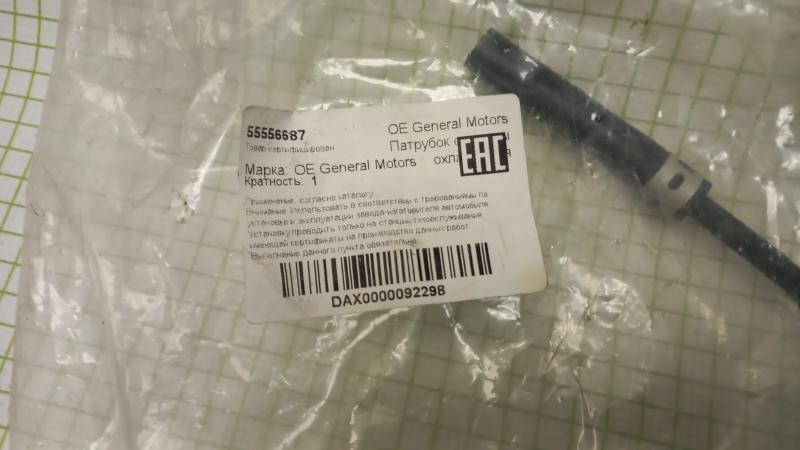 55556687
OE General Motors
Товар сертифицирован
Патрубок
Марка: OE General Motors
EAC
Кратность: 1
Применение: согласно каталогу
Внимание Использовать в соответствии с требованиями по
установке и эксплуатации завода-изготовителя автомобиля
Установку проводить только на станции техобслуживания
имеющей сертификаты на производство данных работ
Выполнение данного пункта обязательно.
DAX0000092298